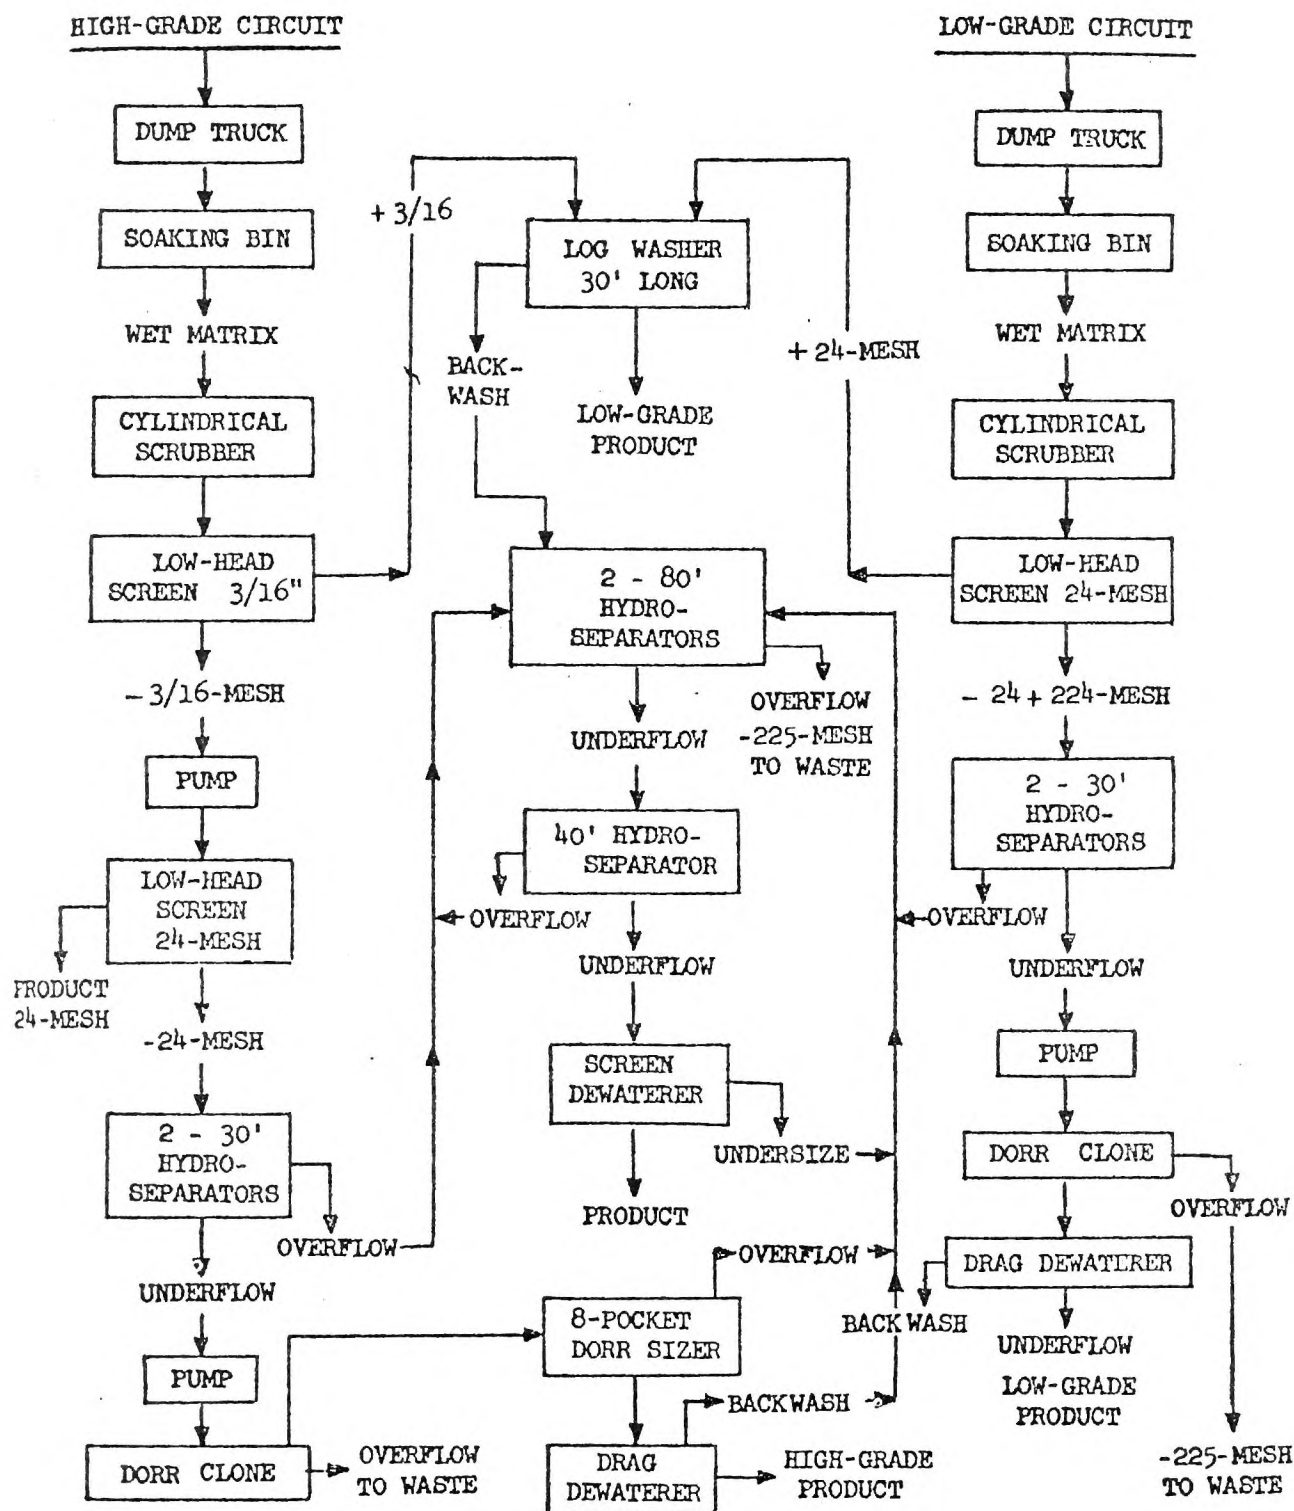 HIGH-GRADE CIRCUIT
DUMP TRUCK
SOAKING BIN
WET MATRIX
CYLINDRICAL
SCRUBBER
LOW-HEAD
SCREEN 3/16"
- 3/16-MESH
PUMP
LOW-HEAD
SCREEN
24-MESH
PRODUCT
24-MESH
-24-MESH
2 - 30'
HYDRO-
SEPARATORS
OVERFLOW
UNDERFLOW
PUMP
DORR CLONE
OVERFLOW
TO WASTE
+ 3/16
LOG WASHER
30' LONG
BACK-
WASH
LOW-GRADE
PRODUCT
2 - 80'
HYDRO-
SEPARATORS
OVERFLOW
-225-MESH
TO WASTE
UNDERFLOW
40' HYDRO-
SEPARATOR
OVERFLOW
UNDERFLOW
SCREEN
DEWATERER
UNDERSIZE
PRODUCT
OVERFLOW
8-POCKET
DORR SIZER
BACKWASH
DRAG
DEWATERER
HIGH-GRADE
PRODUCT
LOW-GRADE CIRCUIT
DUMP TRUCK
SOAKING BIN
WET MATRIX
+ 24-MESH
CYLINDRICAL
SCRUBBER
LOW-HEAD
SCREEN 24-MESH
- 24 + 224-MESH
2 - 30'
HYDRO-
SEPARATORS
OVERFLOW
UNDERFLOW
PUMP
DORR CLONE
OVERFLOW
DRAG DEWATERER
BACKWASH
UNDERFLOW
LOW-GRADE
PRODUCT
-225-MESH
TO WASTE